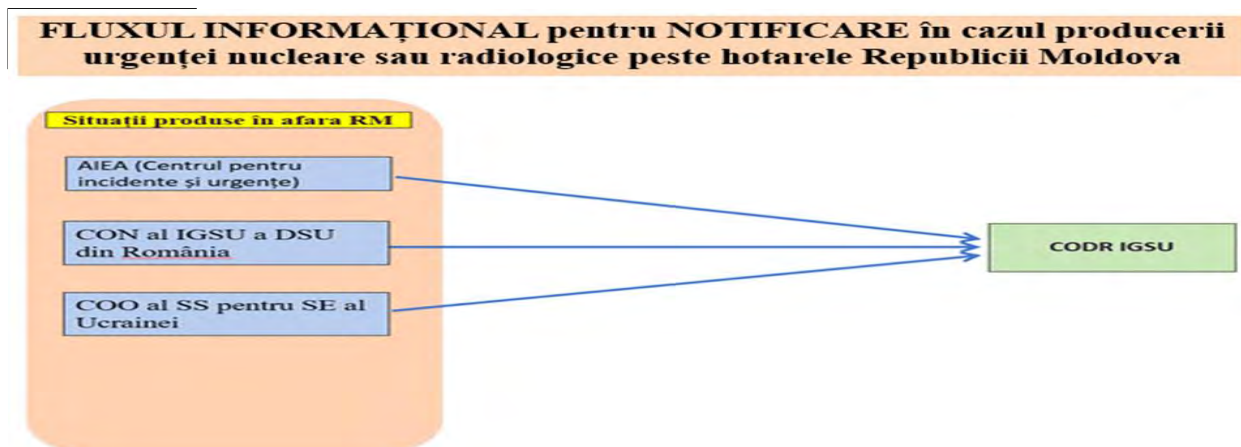 FLUXUL INFORMAȚIONAL pentru NOTIFICARE în cazul producerii
urgenței nucleare sau radiologice peste hotarele Republicii Moldova
Situații produse în afara RM
AIEA (Centrul pentru
incidente și urgențe)
CON al IGSU a DSU
din România
COO al SS pentru SE al
Ucrainei
CODR IGSU